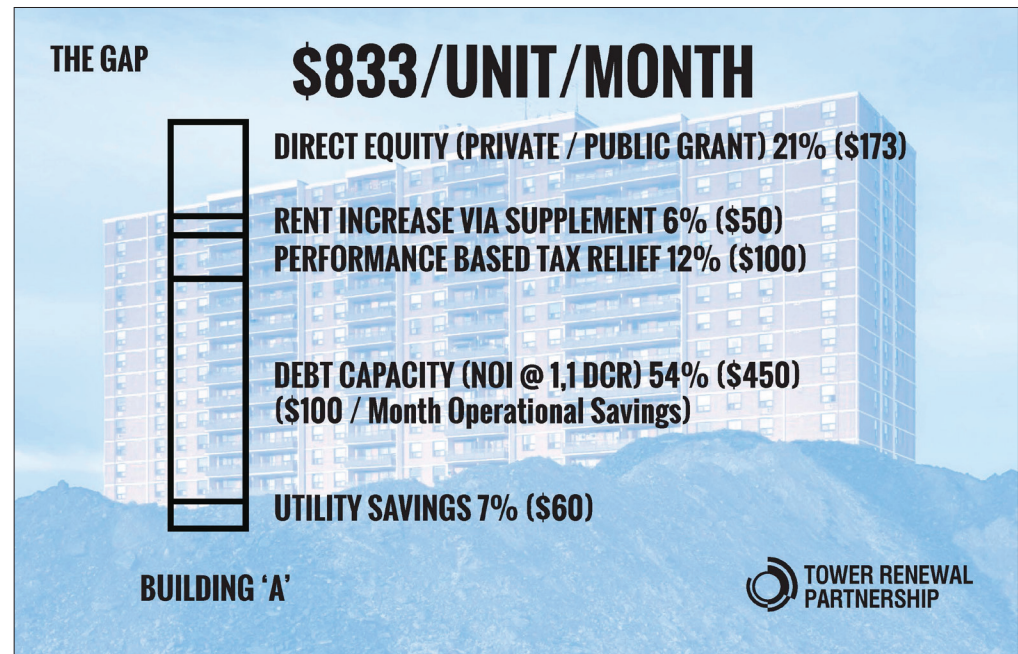 THE GAP
$833/UNIT/MONTH
DIRECT EQUITY (PRIVATE / PUBLIC GRANT) 21% ($173)
RENT INCREASE VIA SUPPLEMENT 6% ($50)
PERFORMANCE BASED TAX RELIEF 12% ($100)
DEBT CAPACITY (NOI @ 1,1 DCR) 54% ($450)
($100 / Month Operational Savings)
UTILITY SAVINGS 7% ($60)
BUILDING ‘A’
TOWER RENEWAL
PARTNERSHIP